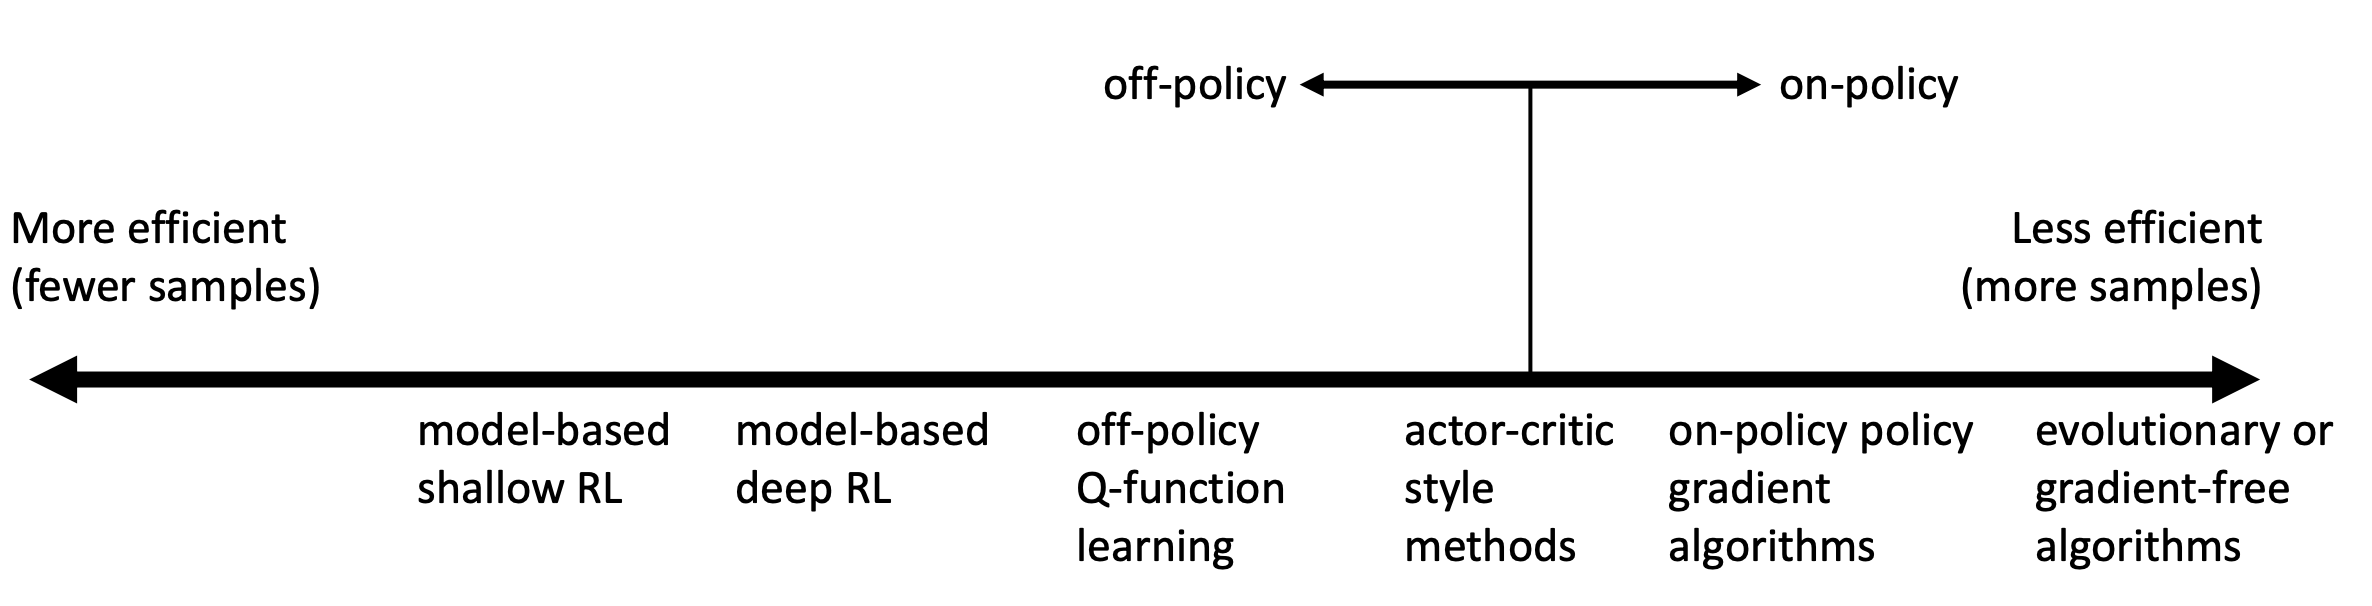 off-policy
on-policy
More efficient
(fewer samples)
Less efficient
(more samples)
model-based
shallow RL
model-based
deep RL
off-policy
Q-function
learning
actor-critic
style
methods
on-policy policy
gradient
algorithms
evolutionary or
gradient-free
algorithms